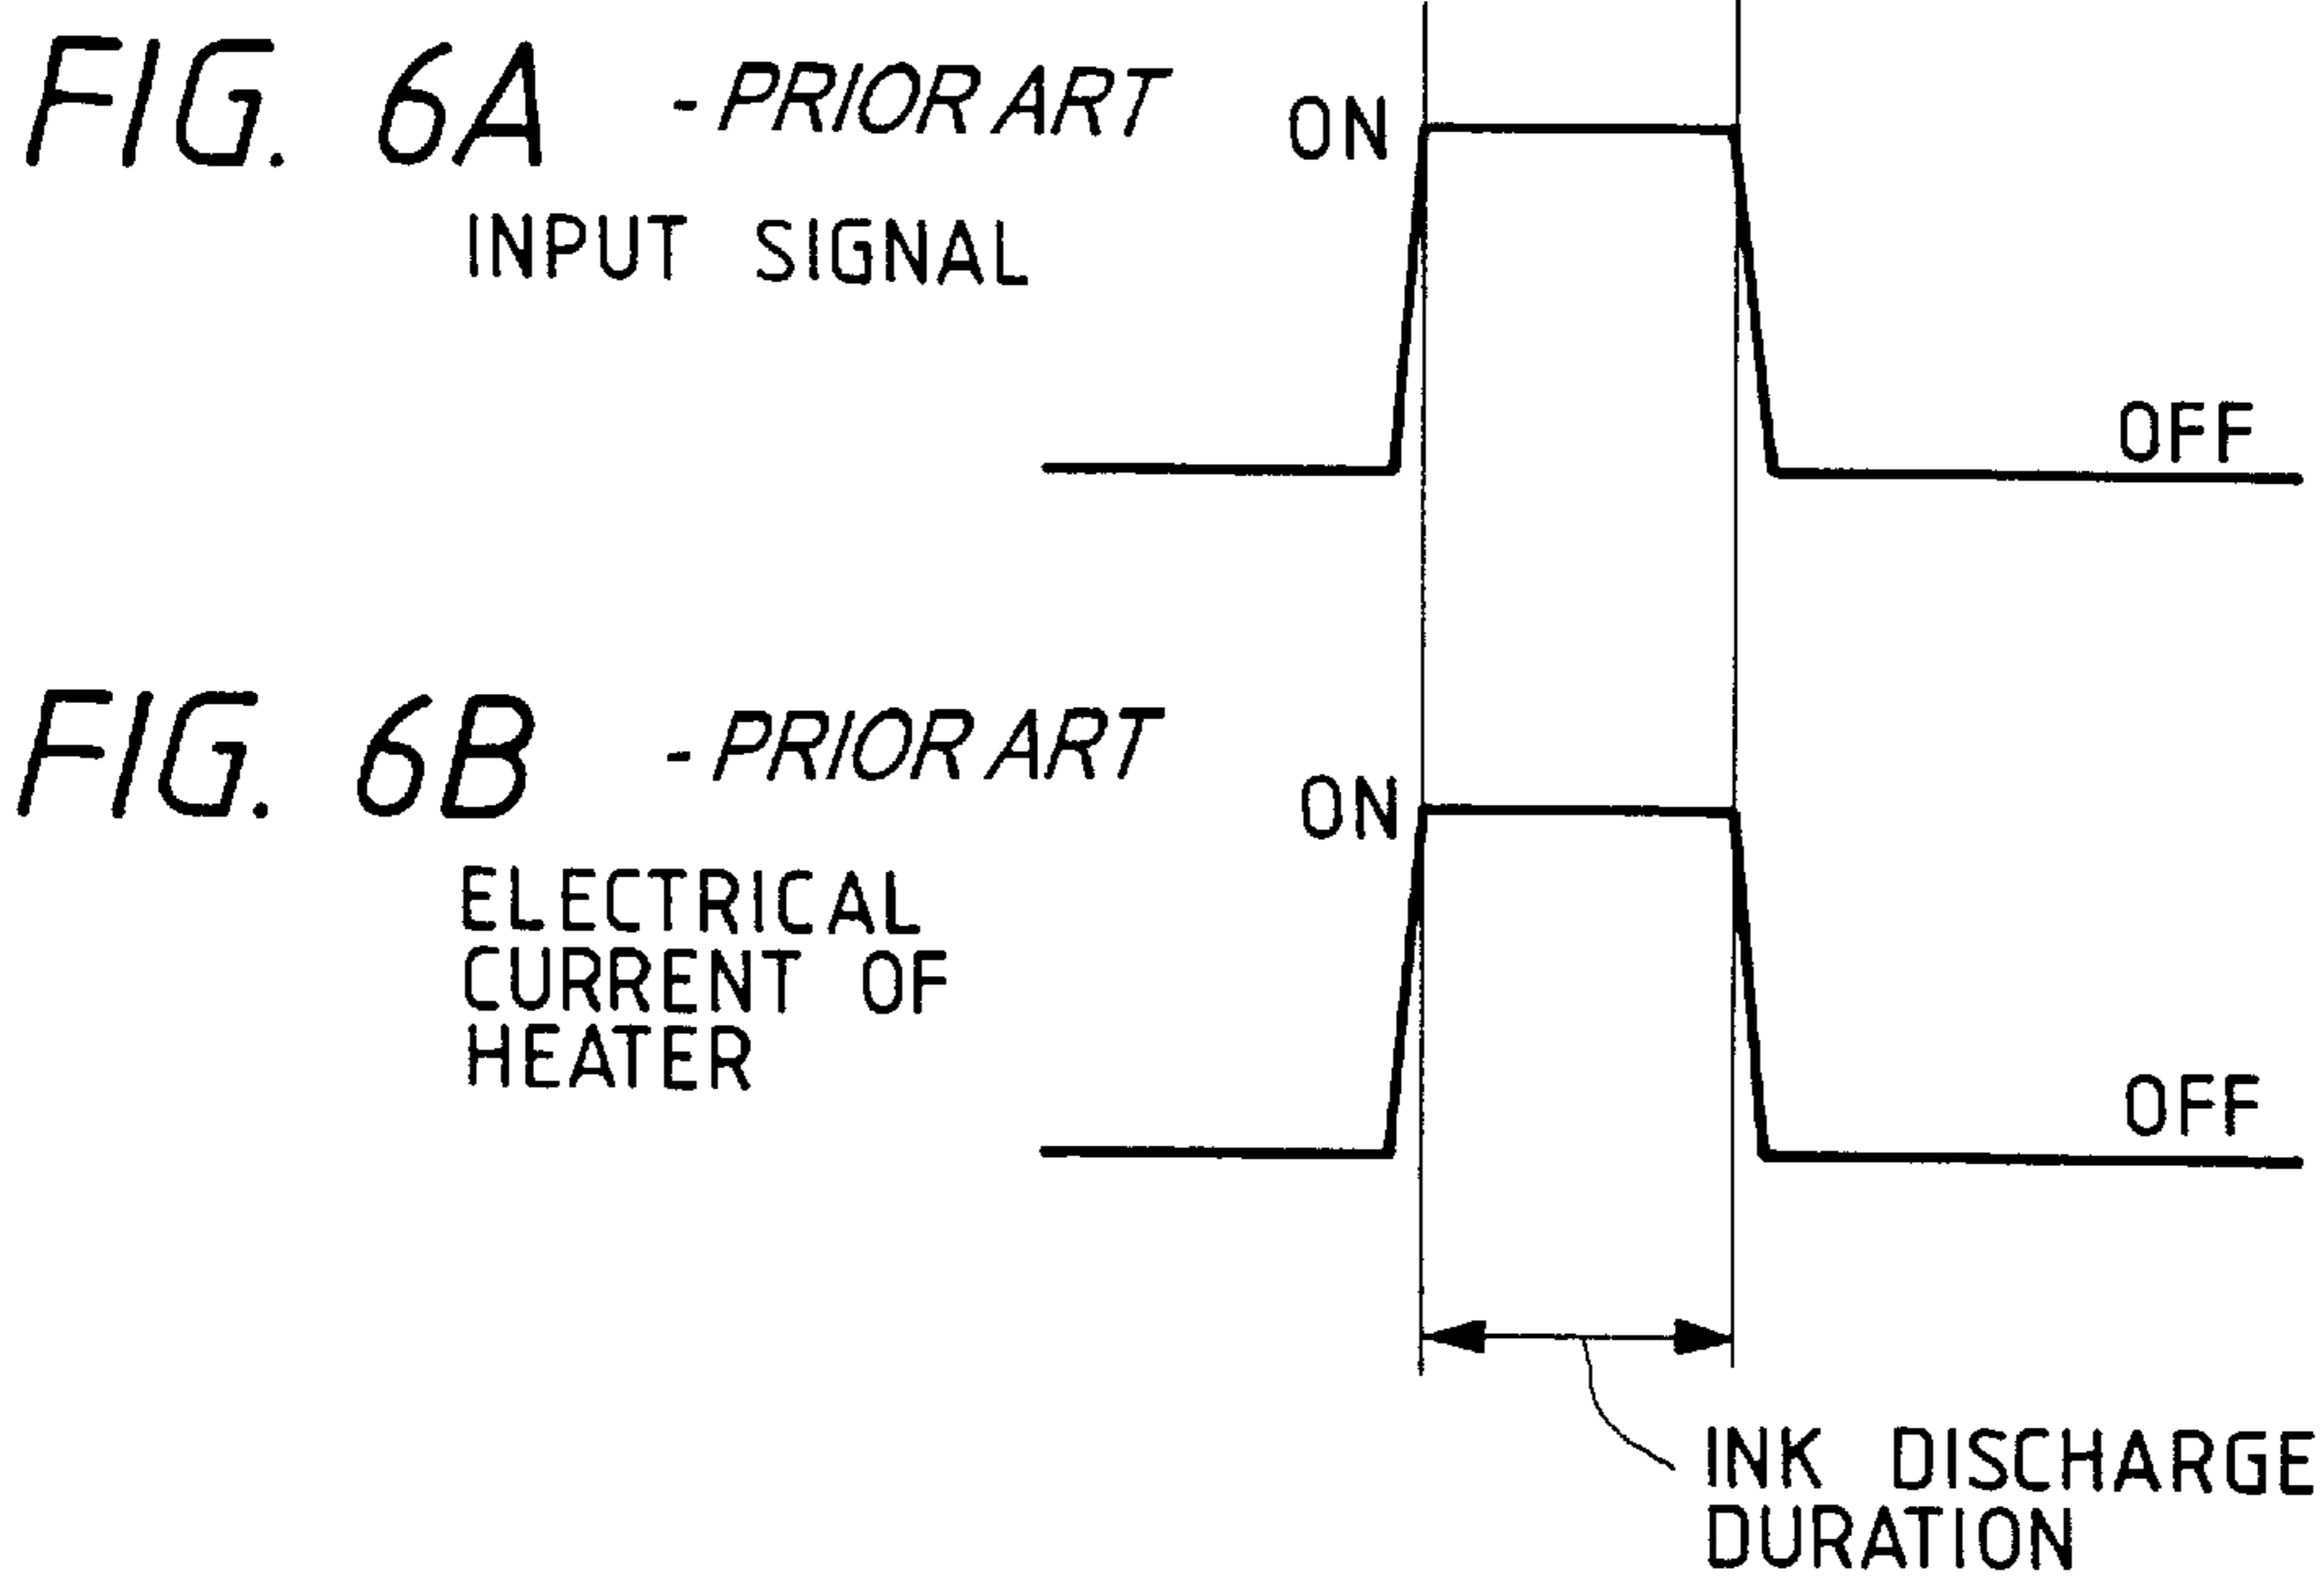 FIG. 6A - PRIOR ART
INPUT SIGNAL
ON
OFF
FIG. 6B - PRIOR ART
ELECTRICAL
CURRENT OF
HEATER
ON
OFF
INK DISCHARGE
DURATION